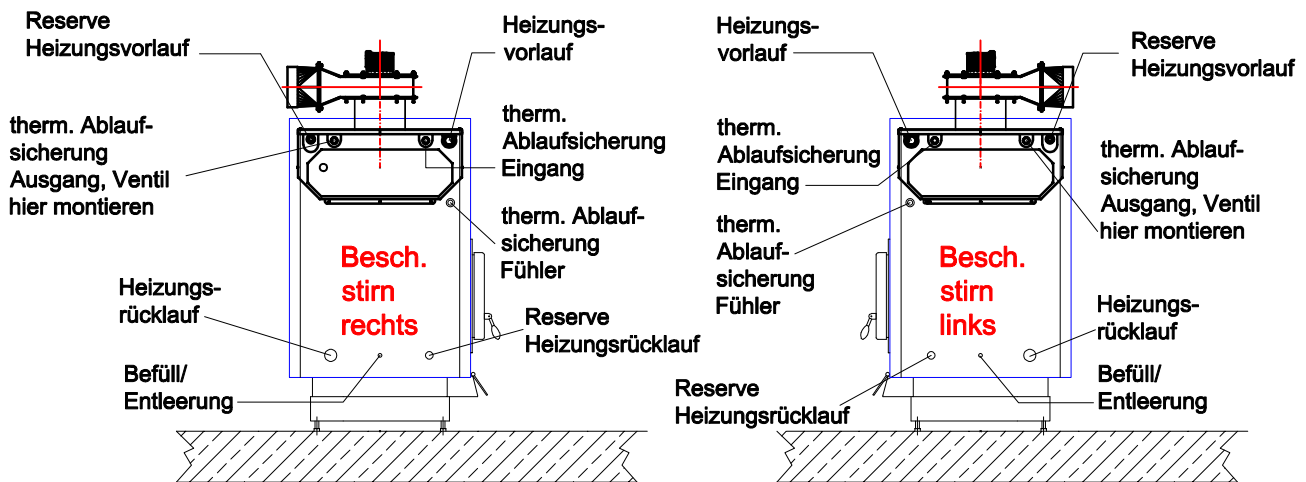 Reserve
Heizungsvorlauf
Heizungs-
vorlauf
therm. Ablauf-
sicherung
Ausgang, Ventil
hier montieren
therm.
Ablaufsicherung
Eingang
therm. Ablauf-
sicherung
Fühler
Besch.
stirn
rechts
Heizungs-
rücklauf
Reserve
Heizungsrücklauf
Befüll/
Entleerung
Heizungs-
vorlauf
Reserve
Heizungsvorlauf
therm.
Ablaufsicherung
Eingang
therm. Ablauf-
sicherung
Ausgang, Ventil
hier montieren
therm.
Ablauf-
sicherung
Fühler
Besch.
stirn
links
Heizungs-
rücklauf
Reserve
Heizungsrücklauf
Befüll/
Entleerung